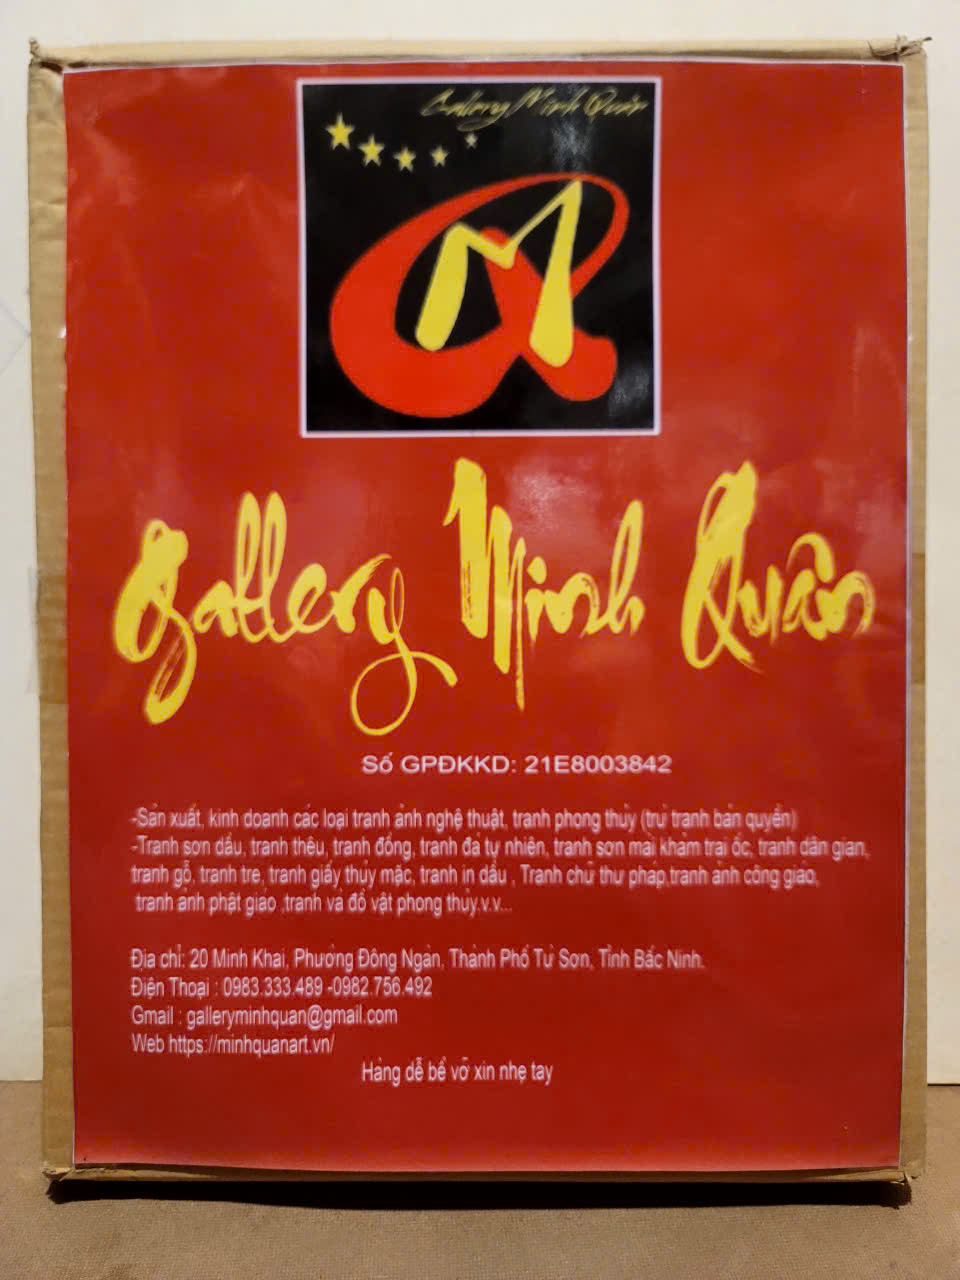 Gallery Minh Quân
Gallery Minh Quân
Số GPĐKKD: 21E8003842
-Sản xuất, kinh doanh các loại tranh ảnh nghệ thuật, tranh phong thủy (trừ tranh bản quyền)
-Tranh sơn dầu, tranh thêu, tranh đồng, tranh đá tự nhiên, tranh sơn mài khảm trai ốc, tranh dân gian,
tranh gỗ, tranh tre, tranh giấy thủy mặc, tranh in dầu , Tranh chữ thư pháp,tranh ảnh công giáo,
tranh ảnh phật giáo ,tranh và đồ vật phong thủy.v.v...
Địa chỉ: 20 Minh Khai, Phường Đông Ngàn, Thành Phố Từ Sơn, Tỉnh Bắc Ninh.
Điện Thoại : 0983.333.489 -0982.756.492
Gmail : galleryminhquan@gmail.com
Web https://minhquanart.vn/
Hàng dễ bể vỡ xin nhẹ tay